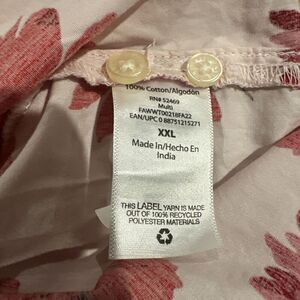 100% Cotton/Algodón
RN# 52469
Multi
FAWWT00218FA22
EAN/UPC 0 88751215271
XXL
Made In/Hecho En
India
THIS LABEL YARN IS MADE
OUT OF 100% RECYCLED
POLYESTER MATERIALS